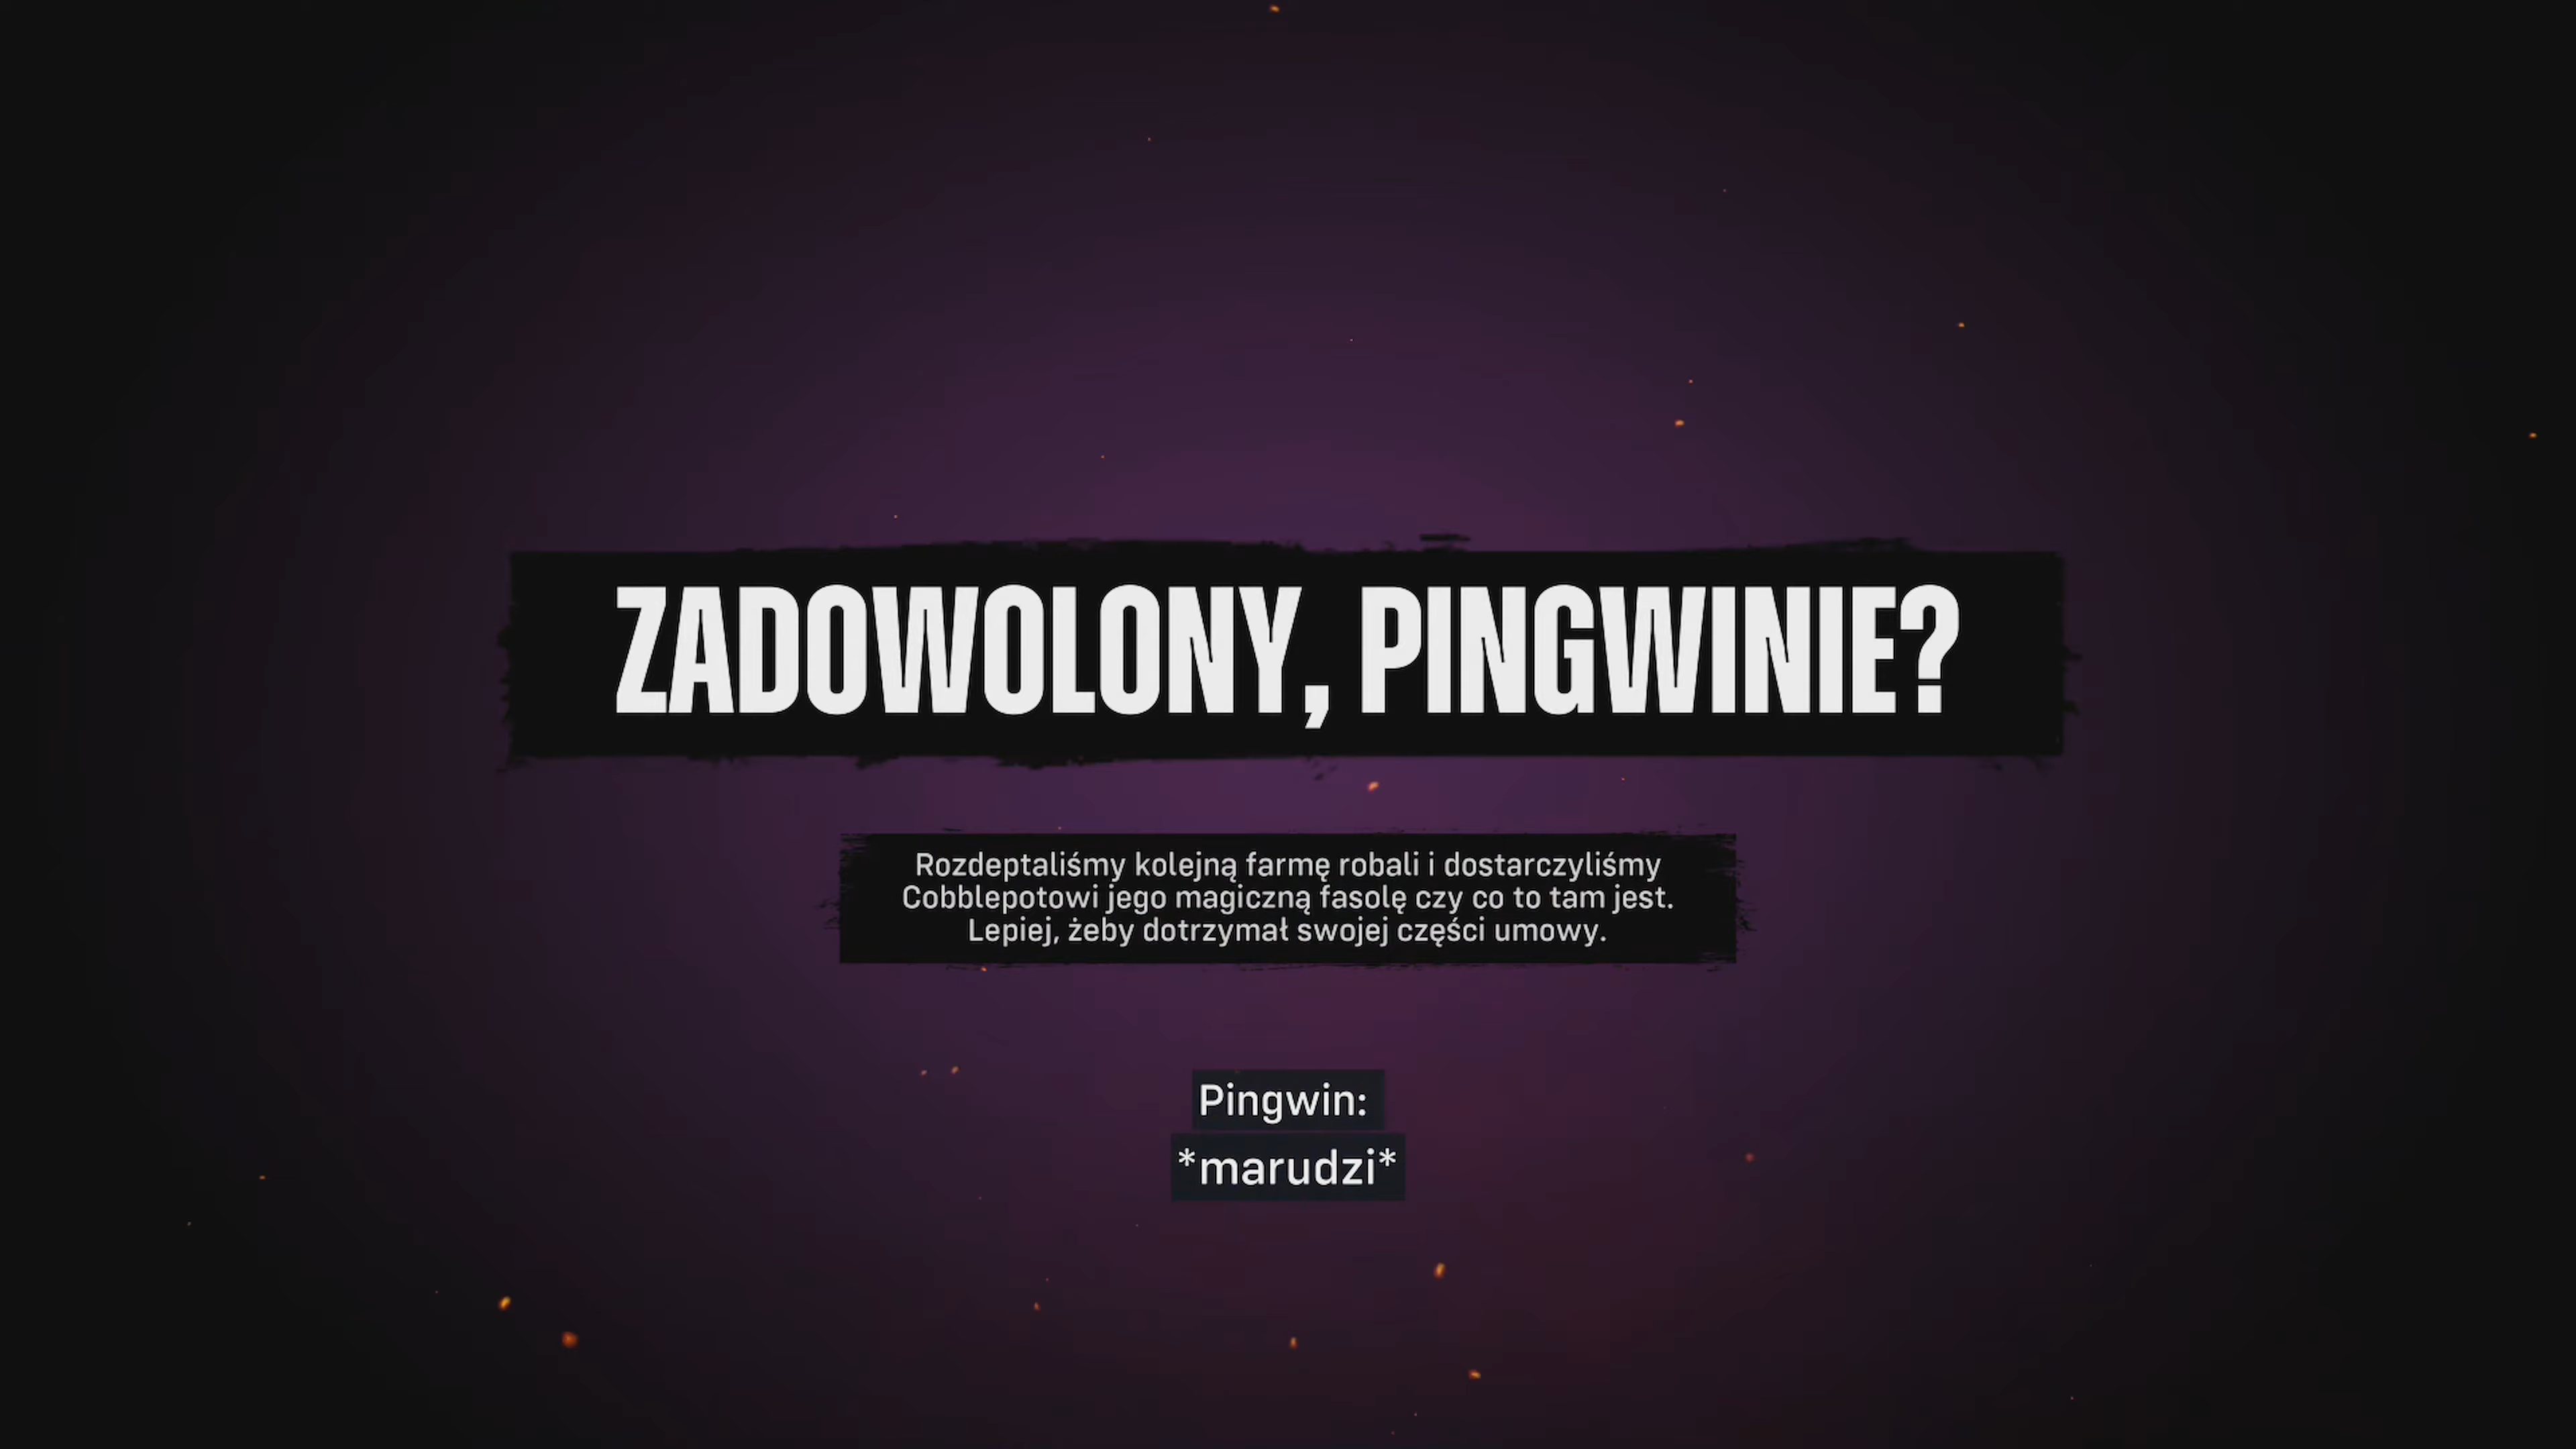 ZADOWOLONY, PINGWINIE?
Rozdeptaliśmy kolejną farmę robali i dostarczyliśmy
Cobblepotowi jego magiczną fasolę czy co to tam jest.
Lepiej, żeby dotrzymał swojej części umowy.
Pingwin:
*marudzi*